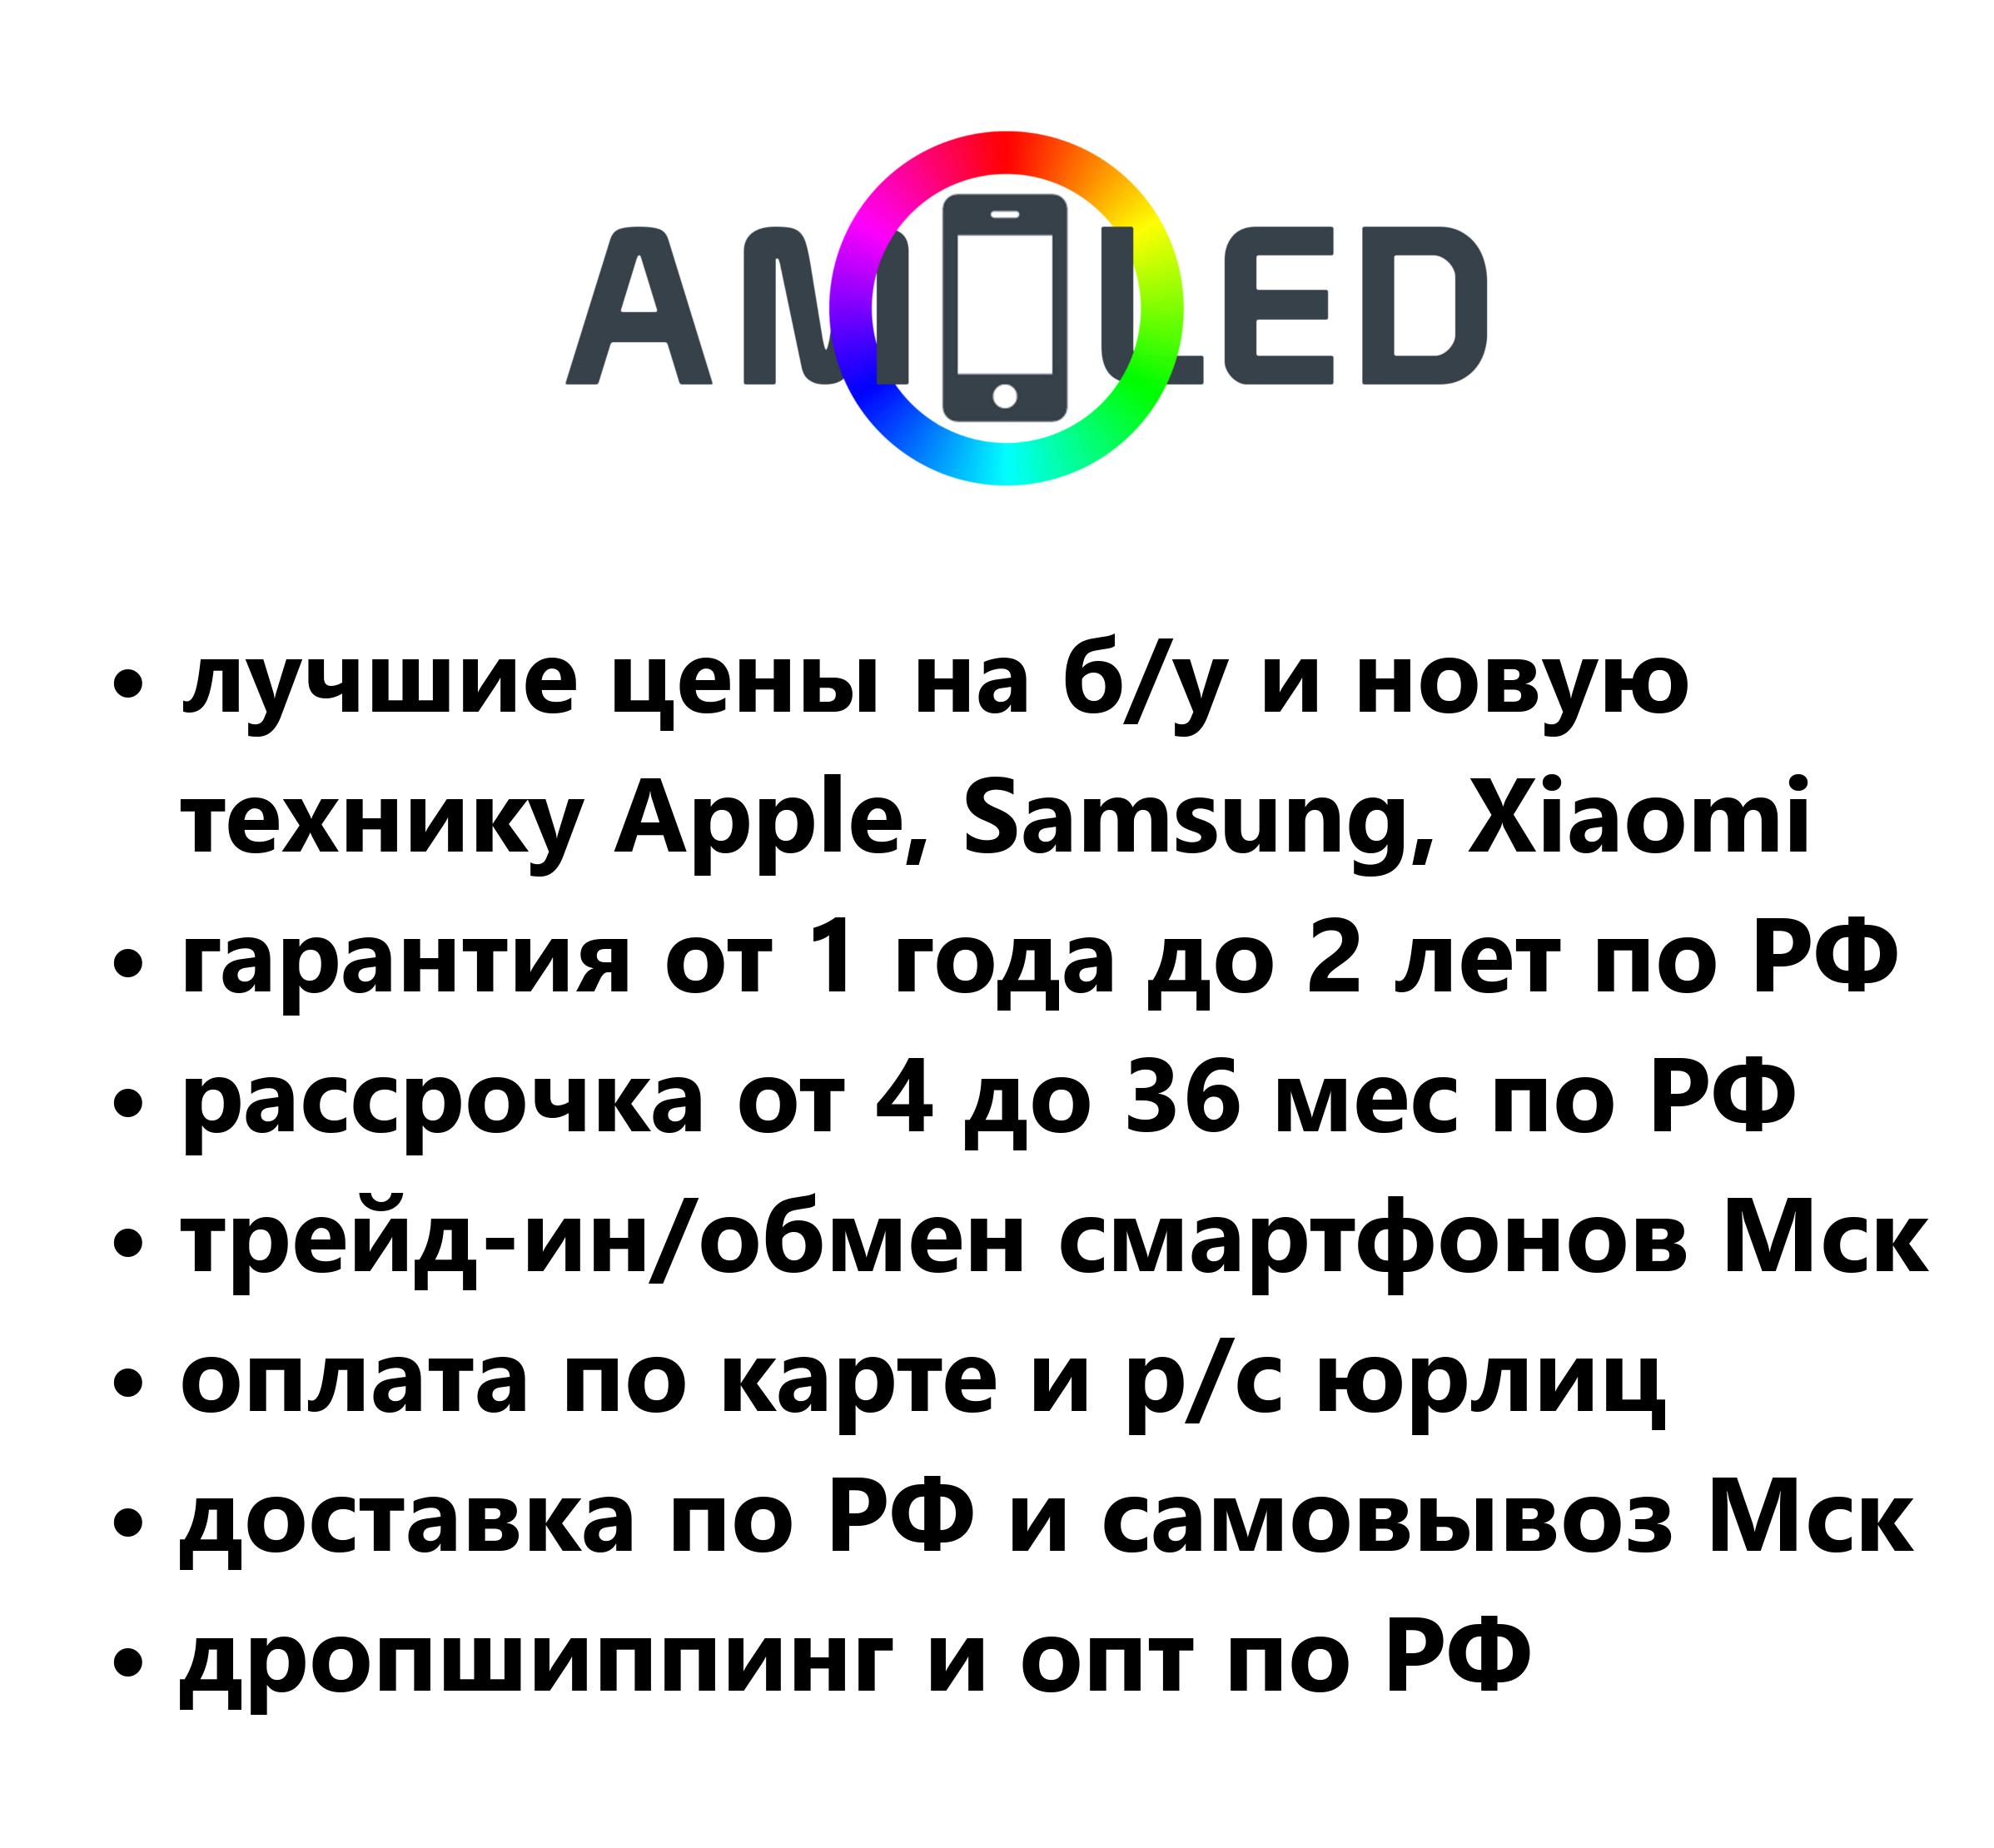 AMOLED
• лучшие цены на б/у и новую
технику Apple, Samsung, Xiaomi
• гарантия от 1 года до 2 лет по РФ
• рассрочка от 4 до 36 мес по РФ
• трейд-ин/обмен смартфонов Мск
• оплата по карте и р/с юрлиц
• доставка по РФ и самовывоз Мск
• дропшиппинг и опт по РФ